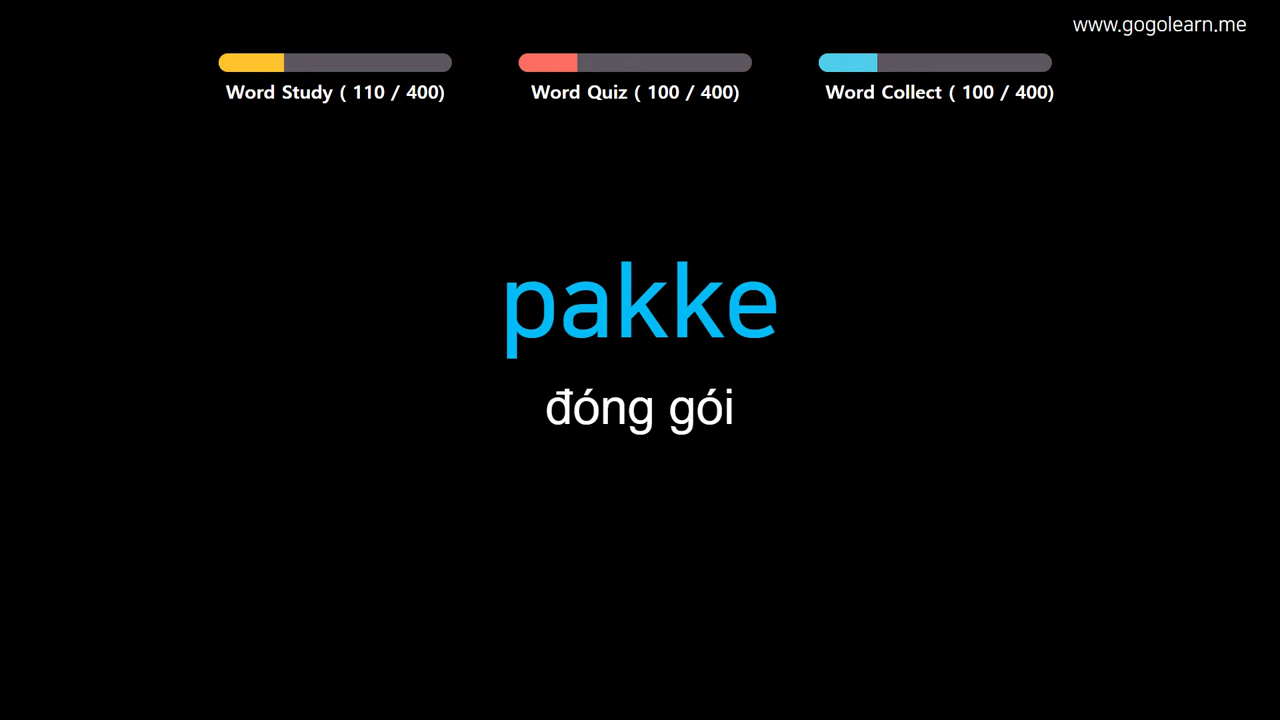 www.gogolearn.me
Word Study ( 110 / 400)
Word Quiz ( 100 / 400)
Word Collect ( 100 / 400)
pakke
đóng gói